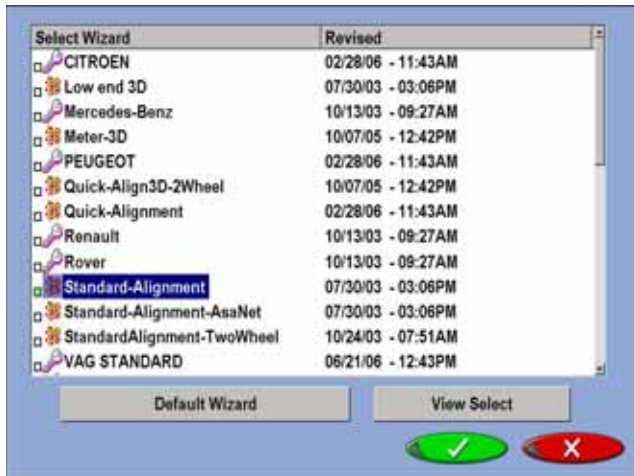 Select Wizard Revised
CITROEN 02/28/06 - 11:43AM
Low end 3D 07/30/03 - 03:06PM
Mercedes-Benz 10/13/03 - 09:27AM
Meter-3D 10/07/05 - 12:42PM
PEUGEOT 02/28/06 - 11:43AM
Quick-Align3D-2Wheel 10/07/05 - 12:42PM
Quick-Alignment 02/28/06 - 11:43AM
Renault 10/13/03 - 09:27AM
Rover 10/13/03 - 09:27AM
Standard-Alignment 07/30/03 - 03:06PM
Standard-Alignment-AsaNet 07/30/03 - 03:06PM
StandardAlignment-TwoWheel 10/24/03 - 07:51AM
VAG STANDARD 06/21/06 - 12:43PM
Default Wizard View Select